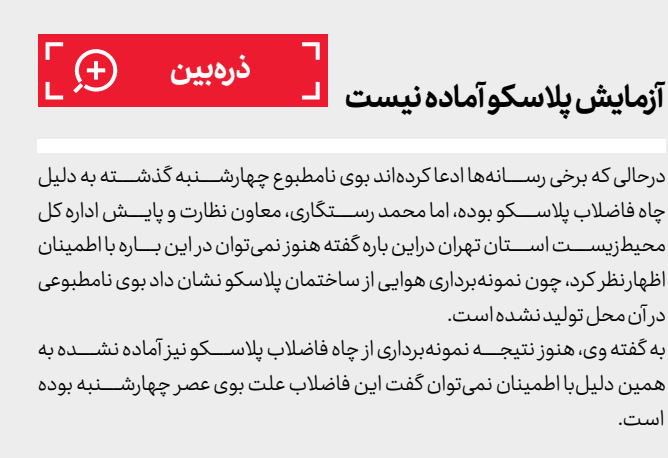 ذره‌بین
آزمایش پلاسکو آماده نیست
درحالی که برخی رسانه‌ها ادعا کرده‌اند بوی نامطبوع چهارشنبه گذشته به دلیل
چاه فاضلاب پلاسکو بوده، اما محمد رستگاری، معاون نظارت و پایش اداره کل
محیط‌زیست استان تهران دراین باره گفته هنوز نمی‌توان در این باره با اطمینان
اظهارنظر کرد، چون نمونه‌برداری هوایی از ساختمان پلاسکو نشان داد بوی نامطبوعی
در آن محل تولید نشده است.
به گفته وی، هنوز نتیجه نمونه‌برداری از چاه فاضلاب پلاسکو نیز آماده نشده به
همین دلیل با اطمینان نمی‌توان گفت این فاضلاب علت بوی عصر چهارشنبه بوده
است.